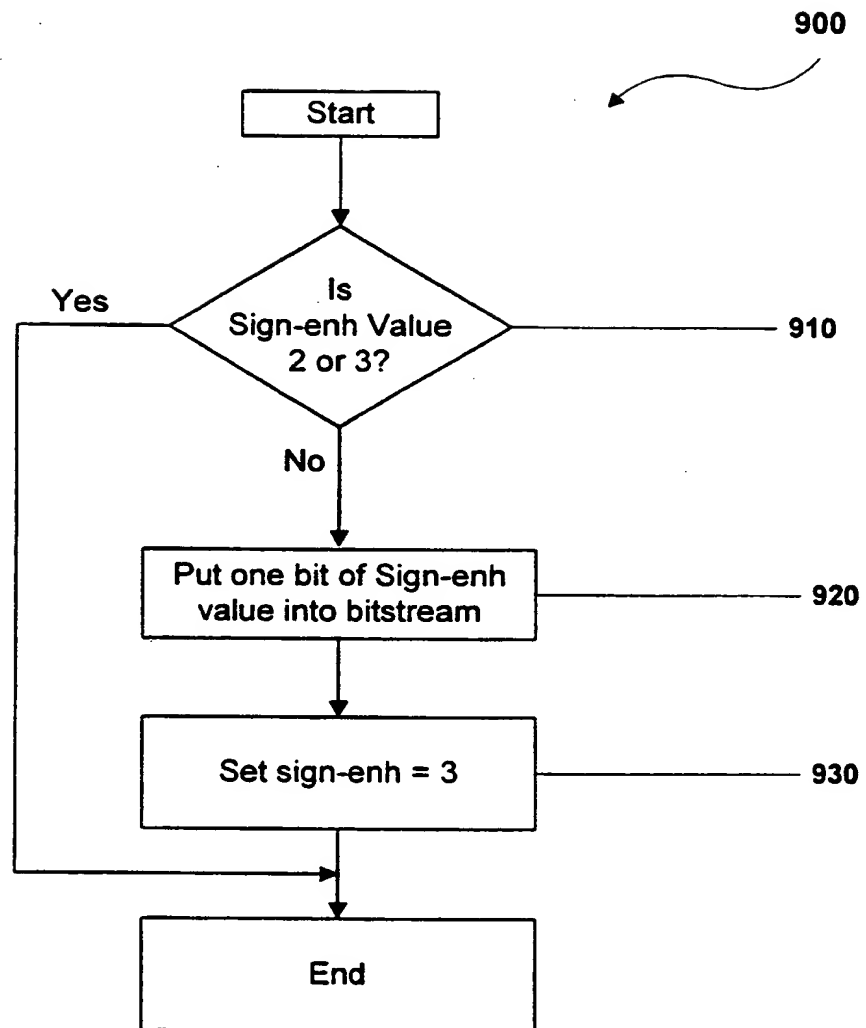 900
Start
Is
Sign-enh Value
2 or 3?
Yes
910
No
Put one bit of Sign-enh
value into bitstream
920
Set sign-enh = 3
930
End